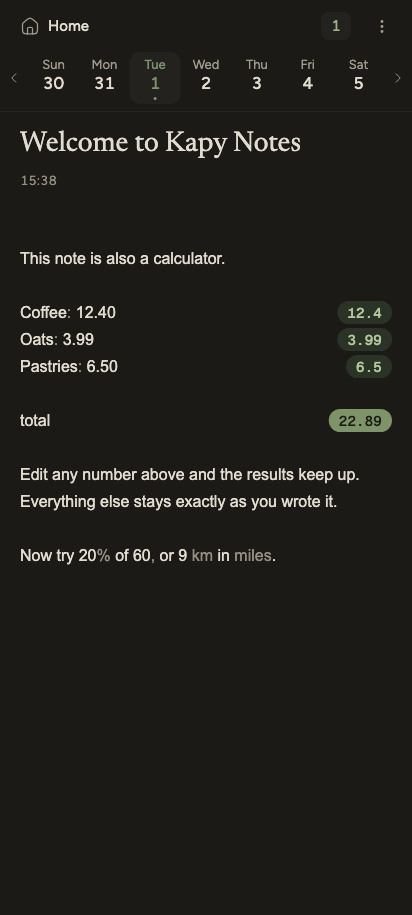 Home 1
Sun Mon Tue Wed Thu Fri Sat
30 31 1 2 3 4 5
Welcome to Kapy Notes
15:38
This note is also a calculator.
Coffee: 12.40 12.4
Oats: 3.99 3.99
Pastries: 6.50 6.5
total 22.89
Edit any number above and the results keep up.
Everything else stays exactly as you wrote it.
Now try 20% of 60, or 9 km in miles.